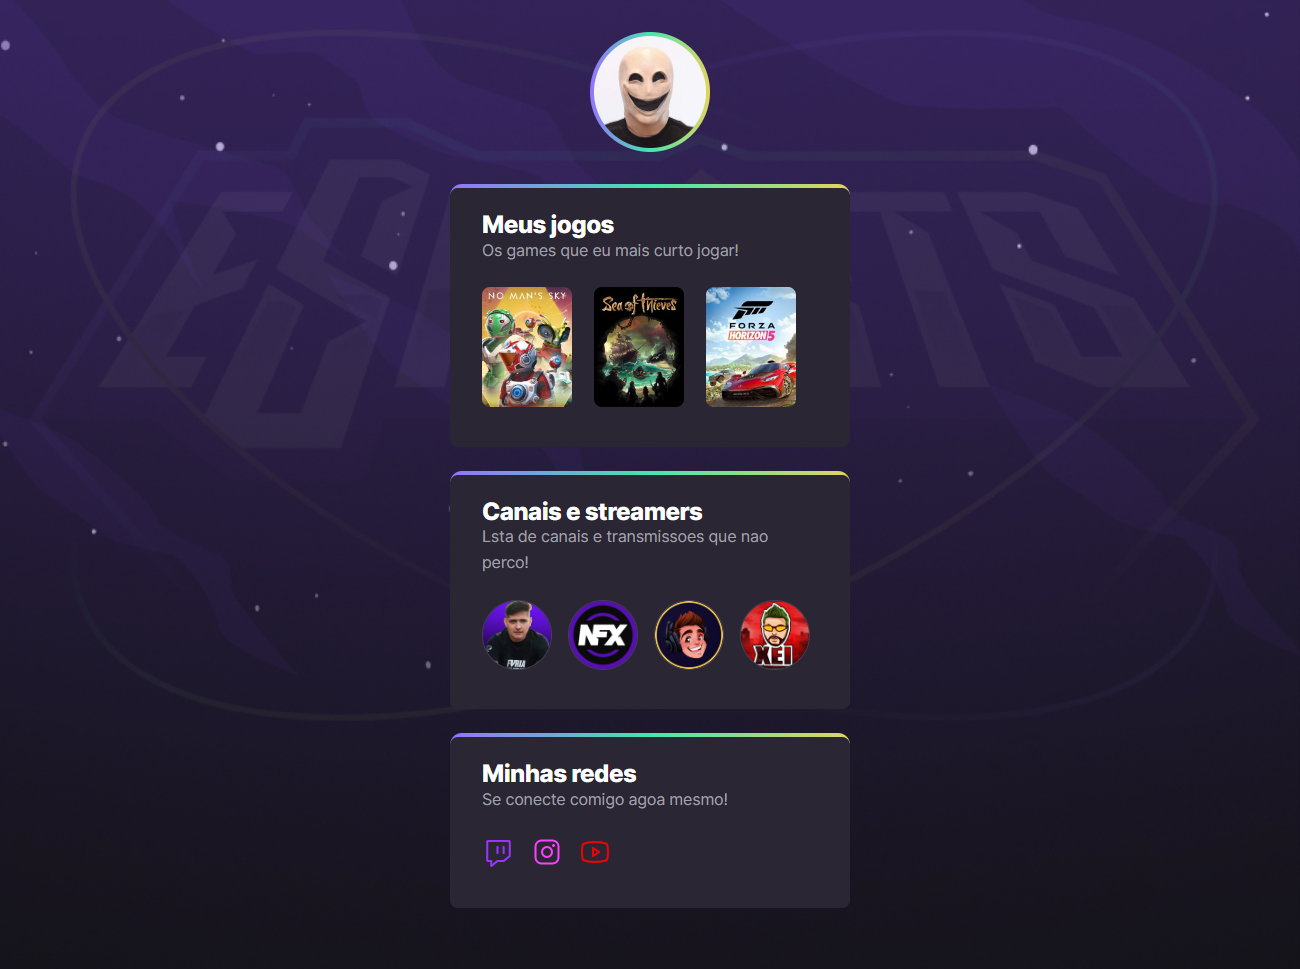 ESPORTS
Meus jogos
Os games que eu mais curto jogar!
NO MAN'S SKY
Sea of Thieves
FORZA
HORIZON 5
Canais e streamers
Lsta de canais e transmissoes que nao
perco!
NFX
XEI
Minhas redes
Se conecte comigo agoa mesmo!